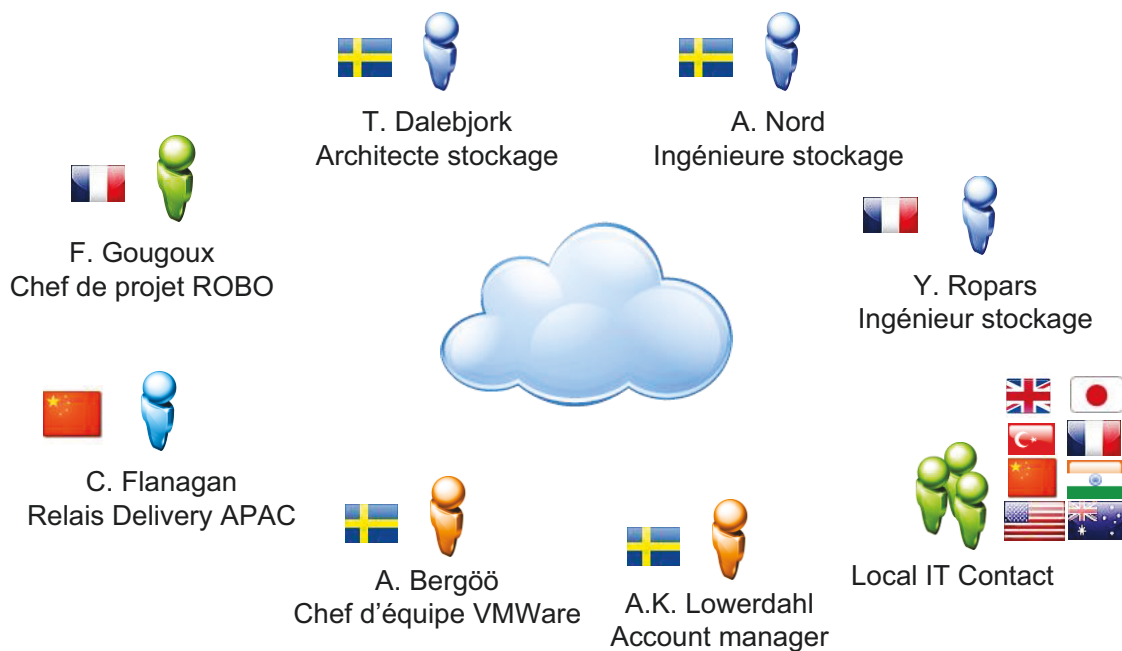 T. Dalebjork
Architecte stockage
A. Nord
Ingénieure stockage
F. Gougoux
Chef de projet ROBO
Y. Ropars
Ingénieur stockage
C. Flanagan
Relais Delivery APAC
A. Bergöö
Chef d’équipe VMWare
A.K. Lowerdahl
Account manager
Local IT Contact